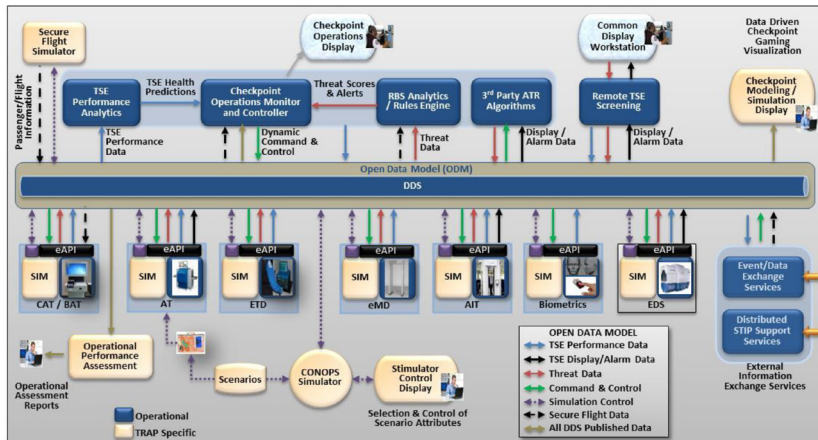 Secure Flight
Simulator
Checkpoint
Operations
Display
Common
Display
Workstation
Data Driven
Checkpoint
Gaming
Visualization
Passenger/Flight
Information
TSE
Performance
Analytics
TSE Health
Predictions
Checkpoint
Operations Monitor
and Controller
Threat Scores
& Alerts
RBS Analytics
/ Rules Engine
3rd Party ATR
Algorithms
Remote TSE
Screening
Checkpoint
Modeling /
Simulation
Display
TSE
Performance
Data
Dynamic
Command &
Control
Threat
Data
Display /
Alarm Data
Display /
Alarm Data
Open Data Model (ODM)
DDS
eAPI
SIM
CAT / BAT
eAPI
SIM
AT
eAPI
SIM
ETD
eAPI
SIM
eMD
eAPI
SIM
AIT
eAPI
SIM
Biometrics
eAPI
SIM
EDS
Event/Data
Exchange
Services
Distributed
STIP Support
Services
External
Information
Exchange Services
Operational
Performance
Assessment
Operational
Assessment
Reports
Scenarios
CONOPS
Simulator
Stimulator
Control
Display
Selection & Control of
Scenario Attributes
OPEN DATA MODEL
TSE Performance Data
TSE Display/Alarm Data
Threat Data
Command & Control
Simulation Control
Secure Flight Data
All DDS Published Data
Operational
TRAP Specific